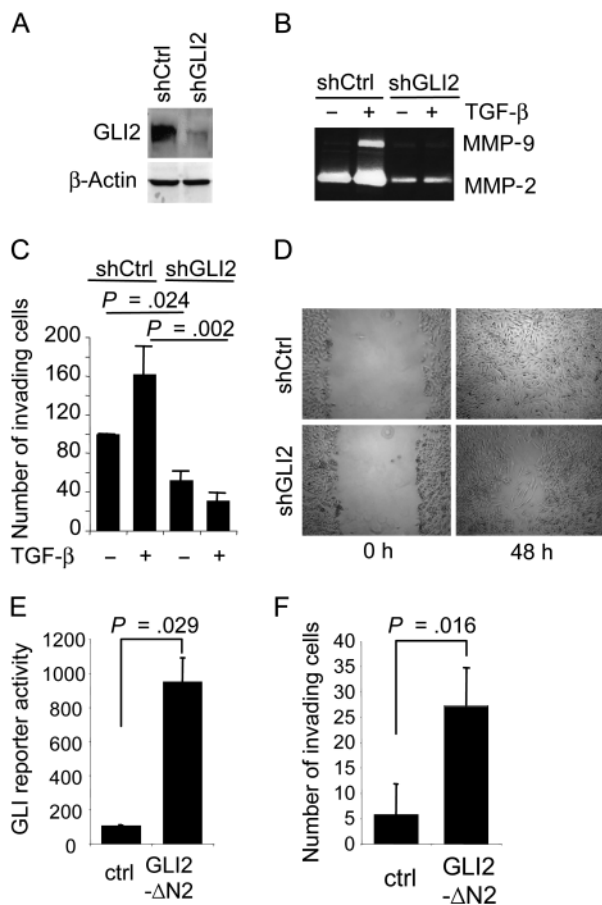 A
shCtrl
shGLI2
GLI2
β-Actin
B
shCtrl shGLI2
– + – + TGF-β
MMP-9
MMP-2
C
shCtrl shGLI2
P = .024
P = .002
Number of invading cells
200
160
120
80
40
0
TGF-β – + – +
D
shCtrl
shGLI2
0 h 48 h
E
P = .029
GLI reporter activity
1200
1000
800
600
400
200
0
ctrl GLI2
-ΔN2
F
P = .016
Number of invading cells
40
35
30
25
20
15
10
5
0
ctrl GLI2
-ΔN2